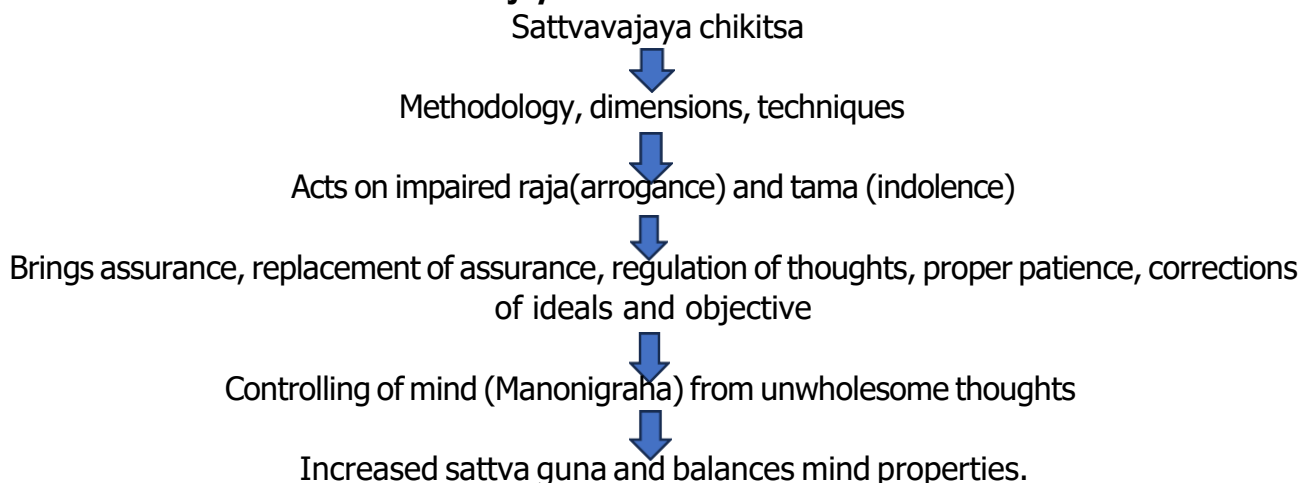 Sattvavajaya chikitsa
Methodology, dimensions, techniques
Acts on impaired raja(arrogance) and tama (indolence)
Brings assurance, replacement of assurance, regulation of thoughts, proper patience, corrections
of ideals and objective
Controlling of mind (Manonigraha) from unwholesome thoughts
Increased sattva guna and balances mind properties.